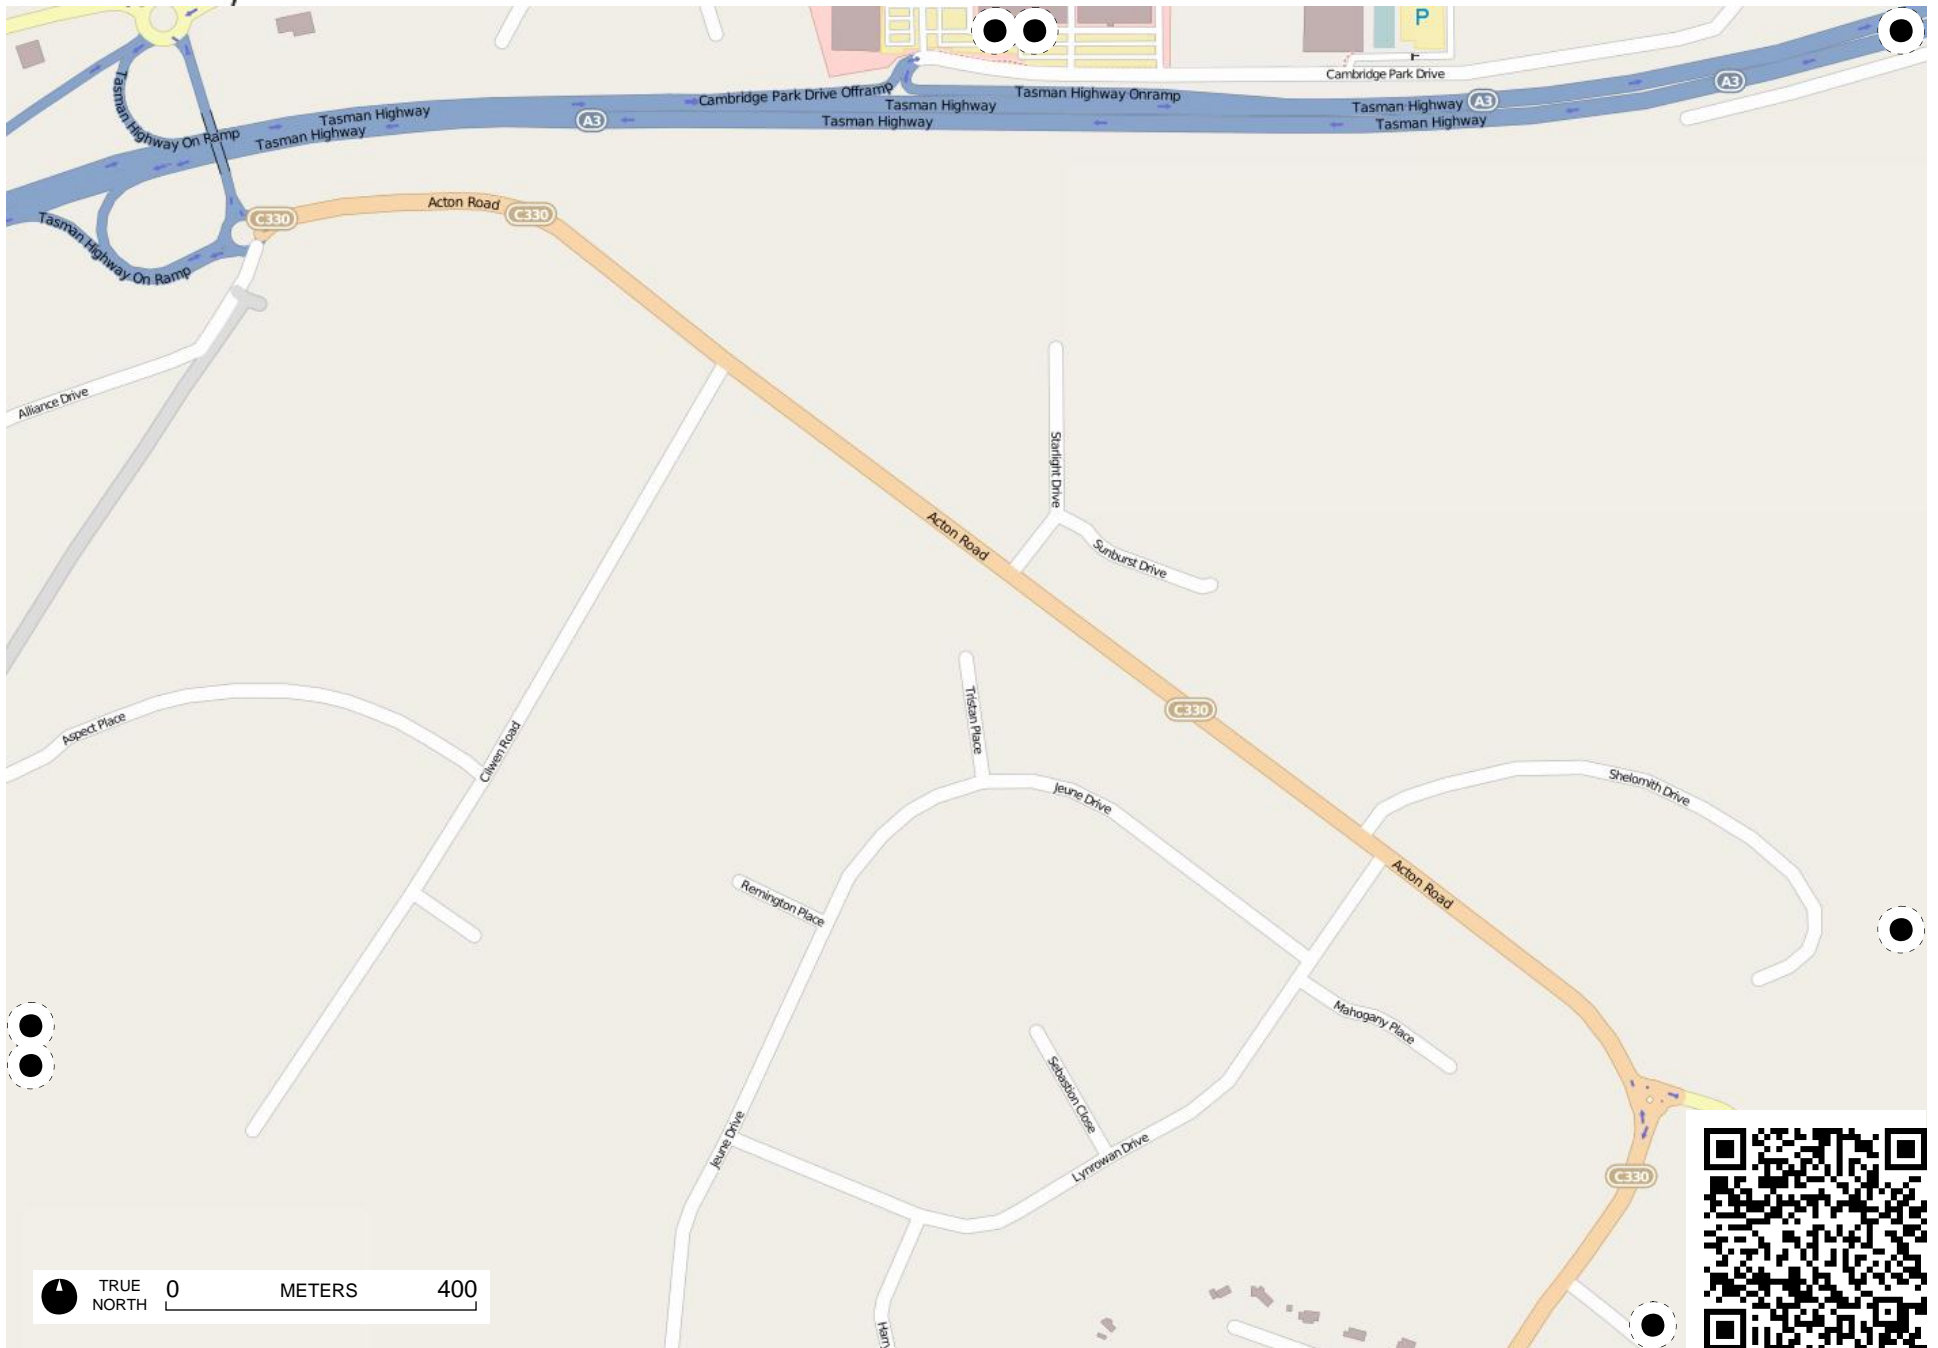 P
Cambridge Park Drive
A3
Cambridge Park Drive Offramp
Tasman Highway Onramp
Tasman Highway
Tasman Highway
Tasman Highway
A3
Tasman Highway
A3
Tasman Highway
Tasman Highway
Tasman Highway
Tasman Highway On Ramp
C330
Acton Road
C330
Tasman Highway On Ramp
Alliance Drive
Starlight Drive
Acton Road
Sunburst Drive
Tristan Place
C330
Aspect Place
Cilwen Road
Jeune Drive
Shelomith Drive
Acton Road
Remington Place
Mahogany Place
Sebastion Close
Jeune Drive
Lynrowan Drive
C330
TRUE NORTH
0 METERS 400